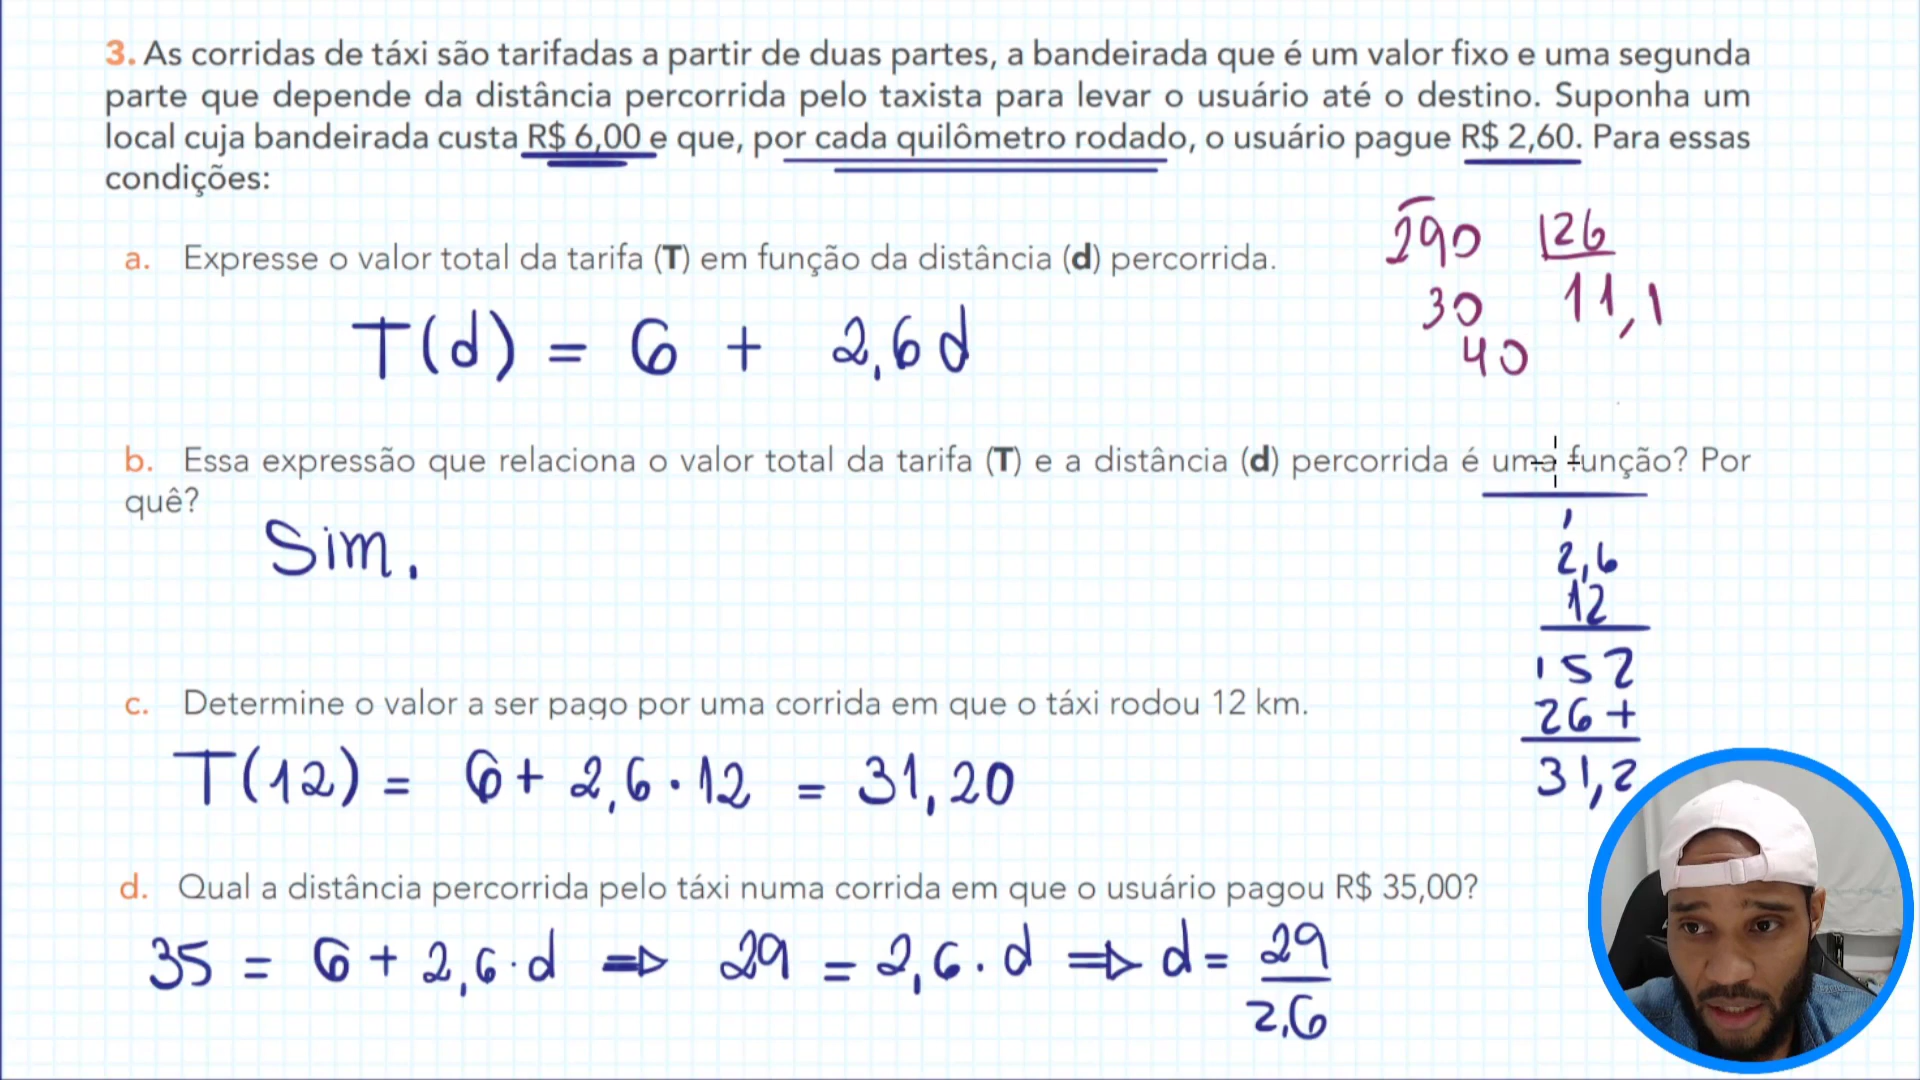 3. As corridas de táxi são tarifadas a partir de duas partes, a bandeirada que é um valor fixo e uma segunda
parte que depende da distância percorrida pelo taxista para levar o usuário até o destino. Suponha um
local cuja bandeirada custa R$ 6,00 e que, por cada quilômetro rodado, o usuário pague R$ 2,60. Para essas
condições:
290 26
30 11,1
40
a. Expresse o valor total da tarifa (T) em função da distância (d) percorrida.
T(d) = 6 + 2,6d
b. Essa expressão que relaciona o valor total da tarifa (T) e a distância (d) percorrida é uma função? Por
quê?
Sim.
1
2,6
12
152
26+
31,2
c. Determine o valor a ser pago por uma corrida em que o táxi rodou 12 km.
T(12) = 6+ 2,6·12 = 31,20
d. Qual a distância percorrida pelo táxi numa corrida em que o usuário pagou R$ 35,00?
35 = 6+ 2,6·d ⇒ 29 = 2,6·d ⇒ d= 29
2,6